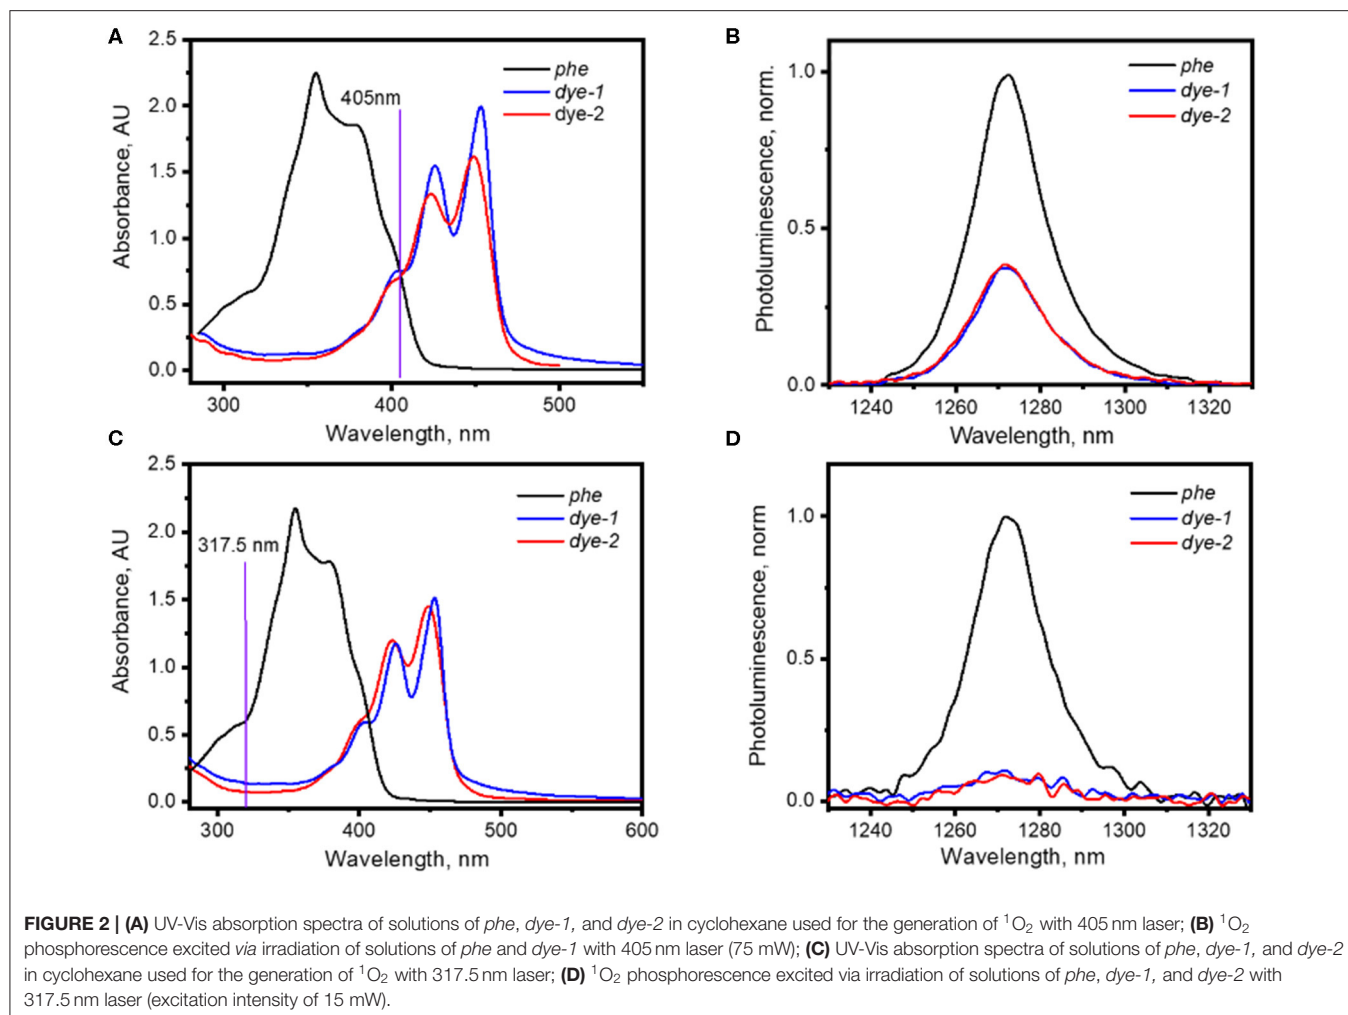 A
2.5
2.0
1.5
1.0
0.5
0.0
Absorbance, AU
405nm
phe
dye-1
dye-2
300
400
500
Wavelength, nm
B
1.0
0.5
0.0
Photoluminescence, norm.
phe
dye-1
dye-2
1240
1260
1280
1300
1320
Wavelength, nm
C
2.5
2.0
1.5
1.0
0.5
0.0
Absorbance, AU
317.5 nm
phe
dye-1
dye-2
300
400
500
600
Wavelength, nm
D
1.0
0.5
0.0
Photoluminescence, norm
phe
dye-1
dye-2
1240
1260
1280
1300
1320
Wavelength, nm
FIGURE 2 | (A) UV-Vis absorption spectra of solutions of phe, dye-1, and dye-2 in cyclohexane used for the generation of ¹O₂ with 405 nm laser; (B) ¹O₂
phosphorescence excited via irradiation of solutions of phe and dye-1 with 405 nm laser (75 mW); (C) UV-Vis absorption spectra of solutions of phe, dye-1, and dye-2
in cyclohexane used for the generation of ¹O₂ with 317.5 nm laser; (D) ¹O₂ phosphorescence excited via irradiation of solutions of phe, dye-1, and dye-2 with
317.5 nm laser (excitation intensity of 15 mW).